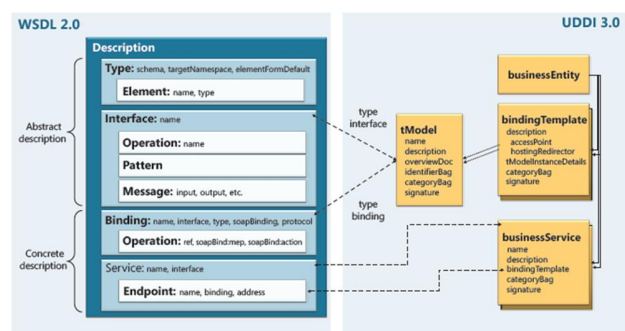 WSDL 2.0
UDDI 3.0
Description
Type: schema, targetNamespace, elementFormDefault
Element: name, type
Abstract
description
Interface: name
Operation: name
Pattern
Message: input, output, etc.
Concrete
description
Binding: name, interface, type, soapBinding, protocol
Operation: ref, soapBind:mep, soapBind:action
Service: name, interface
Endpoint: name, binding, address
type
interface
type
binding
tModel
name
description
overviewDoc
identifierBag
categoryBag
signature
businessEntity
bindingTemplate
description
accessPoint
hostingRedirector
tModelInstanceDetails
categoryBag
signature
businessService
name
description
bindingTemplate
categoryBag
signature